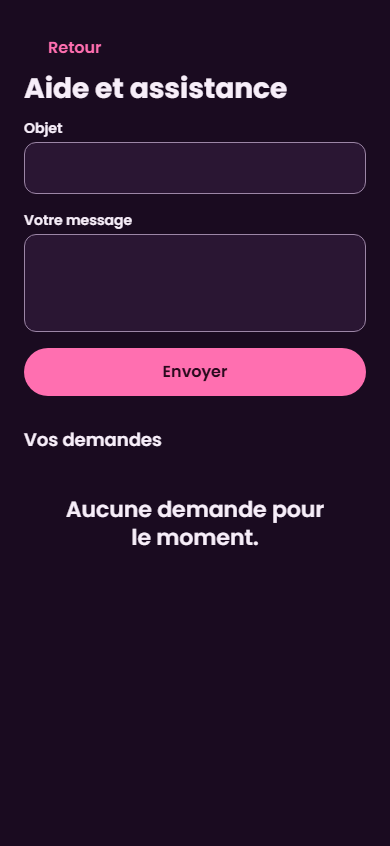 Retour
Aide et assistance
Objet
Votre message
Envoyer
Vos demandes
Aucune demande pour
le moment.